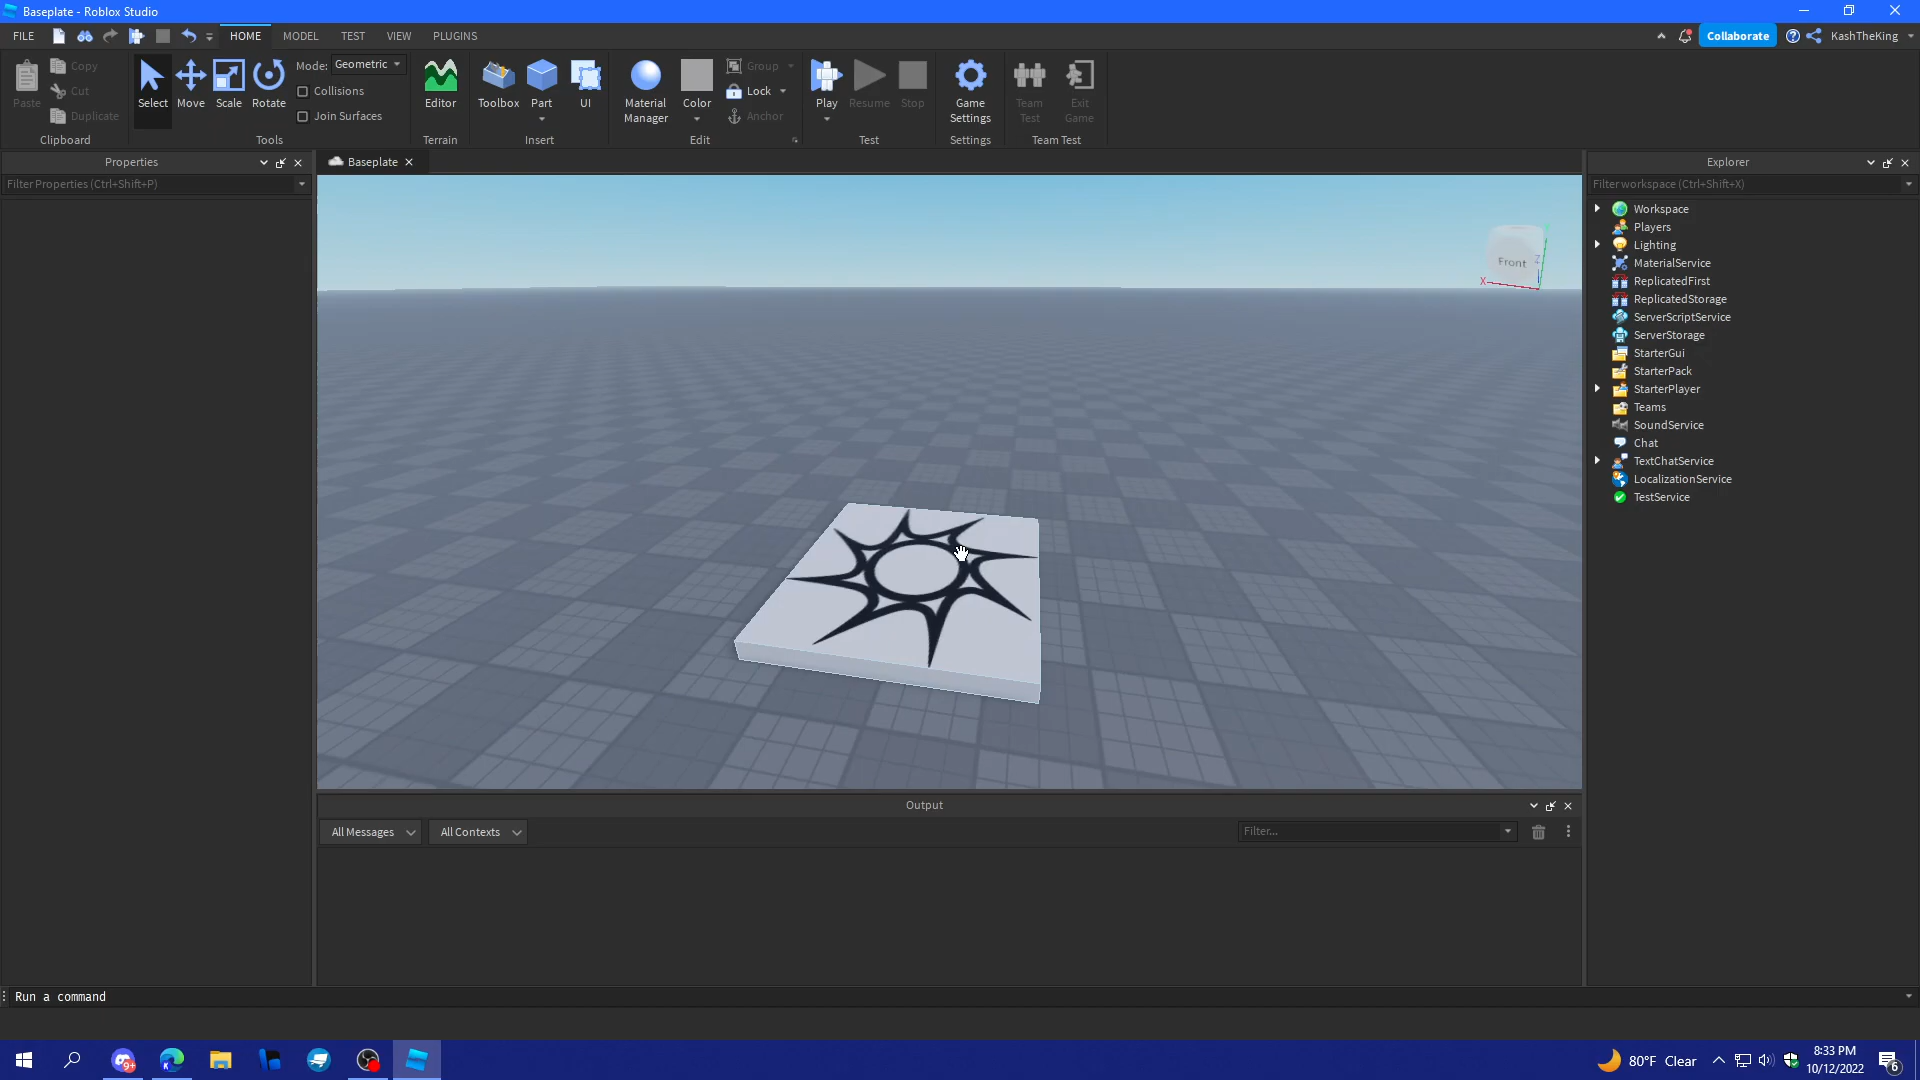 Baseplate - Roblox Studio
FILE HOME MODEL TEST VIEW PLUGINS Collaborate KashTheKing
Paste Copy Cut Duplicate Clipboard
Select Move Scale Rotate Mode: Geometric Collisions Join Surfaces Tools
Editor Terrain
Toolbox Part UI Insert
Material Manager Color Group Lock Anchor Edit
Play Resume Stop Test
Game Settings Settings
Team Test Exit Game Team Test
Properties
Filter Properties (Ctrl+Shift+P)
Baseplate
Front
X
Z
Explorer
Filter workspace (Ctrl+Shift+X)
Workspace
Players
Lighting
MaterialService
ReplicatedFirst
ReplicatedStorage
ServerScriptService
ServerStorage
StarterGui
StarterPack
StarterPlayer
Teams
SoundService
Chat
TextChatService
LocalizationService
TestService
Output
All Messages All Contexts Filter...
Run a command
9+
K
80°F Clear
8:33 PM
10/12/2022
6